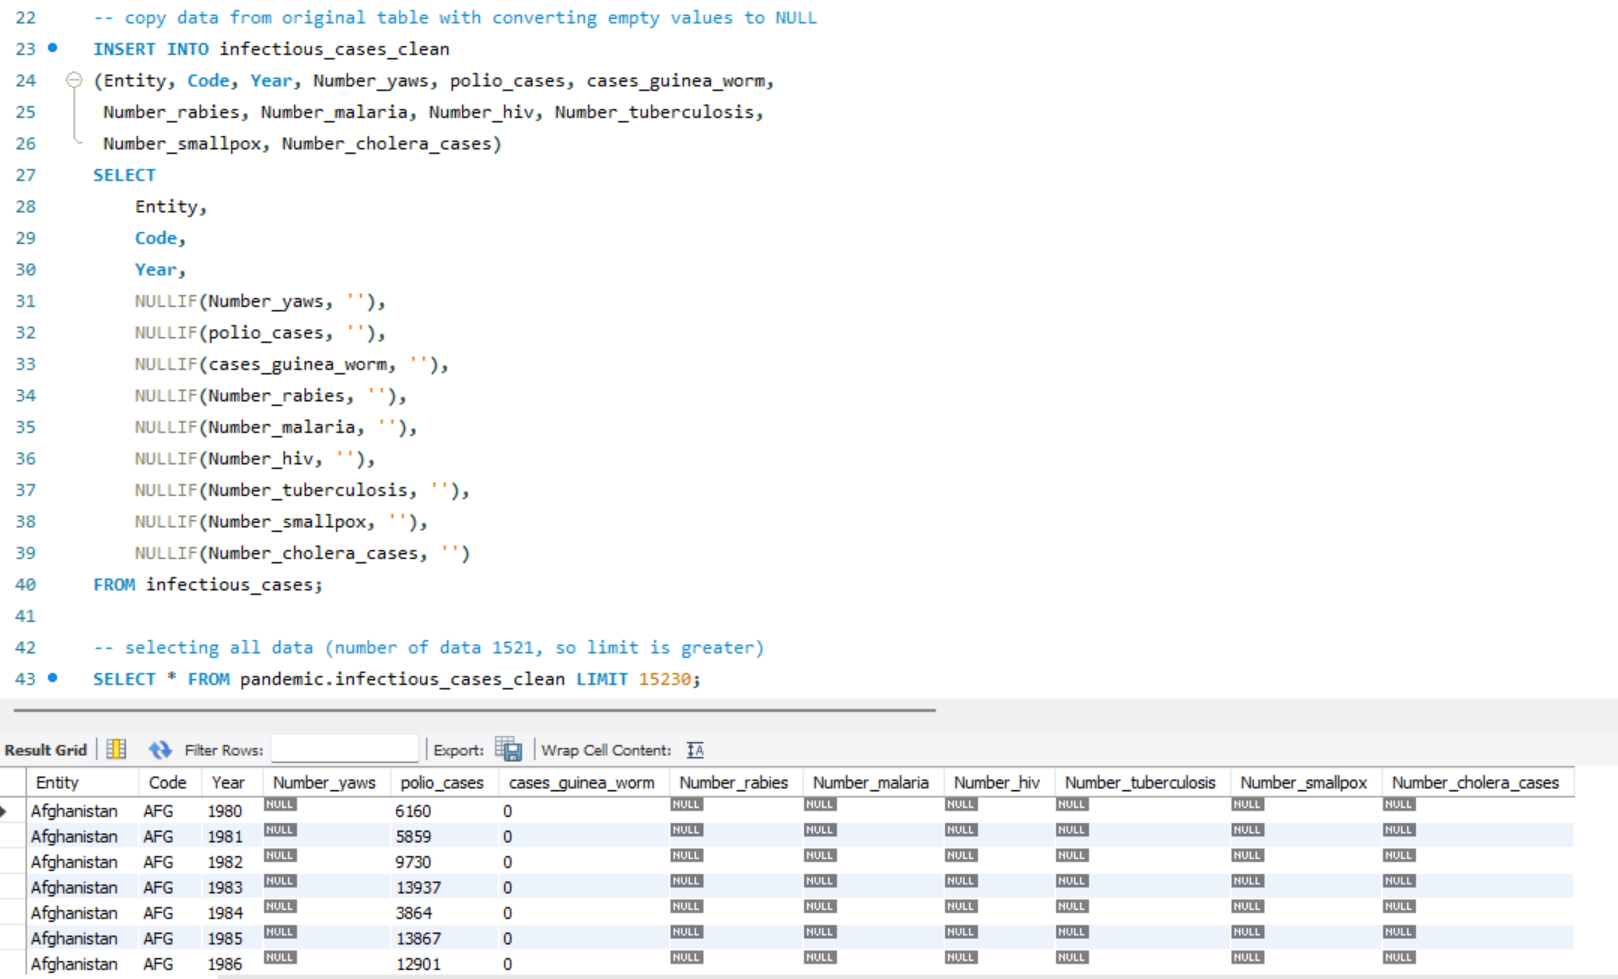 22 -- copy data from original table with converting empty values to NULL
23 INSERT INTO infectious_cases_clean
24 (Entity, Code, Year, Number_yaws, polio_cases, cases_guinea_worm,
25 Number_rabies, Number_malaria, Number_hiv, Number_tuberculosis,
26 Number_smallpox, Number_cholera_cases)
27 SELECT
28 Entity,
29 Code,
30 Year,
31 NULLIF(Number_yaws, ''),
32 NULLIF(polio_cases, ''),
33 NULLIF(cases_guinea_worm, ''),
34 NULLIF(Number_rabies, ''),
35 NULLIF(Number_malaria, ''),
36 NULLIF(Number_hiv, ''),
37 NULLIF(Number_tuberculosis, ''),
38 NULLIF(Number_smallpox, ''),
39 NULLIF(Number_cholera_cases, '')
40 FROM infectious_cases;
41
42 -- selecting all data (number of data 1521, so limit is greater)
43 SELECT * FROM pandemic.infectious_cases_clean LIMIT 15230;
Result Grid Filter Rows: Export: Wrap Cell Content:
Entity Code Year Number_yaws polio_cases cases_guinea_worm Number_rabies Number_malaria Number_hiv Number_tuberculosis Number_smallpox Number_cholera_cases
Afghanistan AFG 1980 NULL 6160 0 NULL NULL NULL NULL NULL NULL
Afghanistan AFG 1981 NULL 5859 0 NULL NULL NULL NULL NULL NULL
Afghanistan AFG 1982 NULL 9730 0 NULL NULL NULL NULL NULL NULL
Afghanistan AFG 1983 NULL 13937 0 NULL NULL NULL NULL NULL NULL
Afghanistan AFG 1984 NULL 3864 0 NULL NULL NULL NULL NULL NULL
Afghanistan AFG 1985 NULL 13867 0 NULL NULL NULL NULL NULL NULL
Afghanistan AFG 1986 NULL 12901 0 NULL NULL NULL NULL NULL NULL